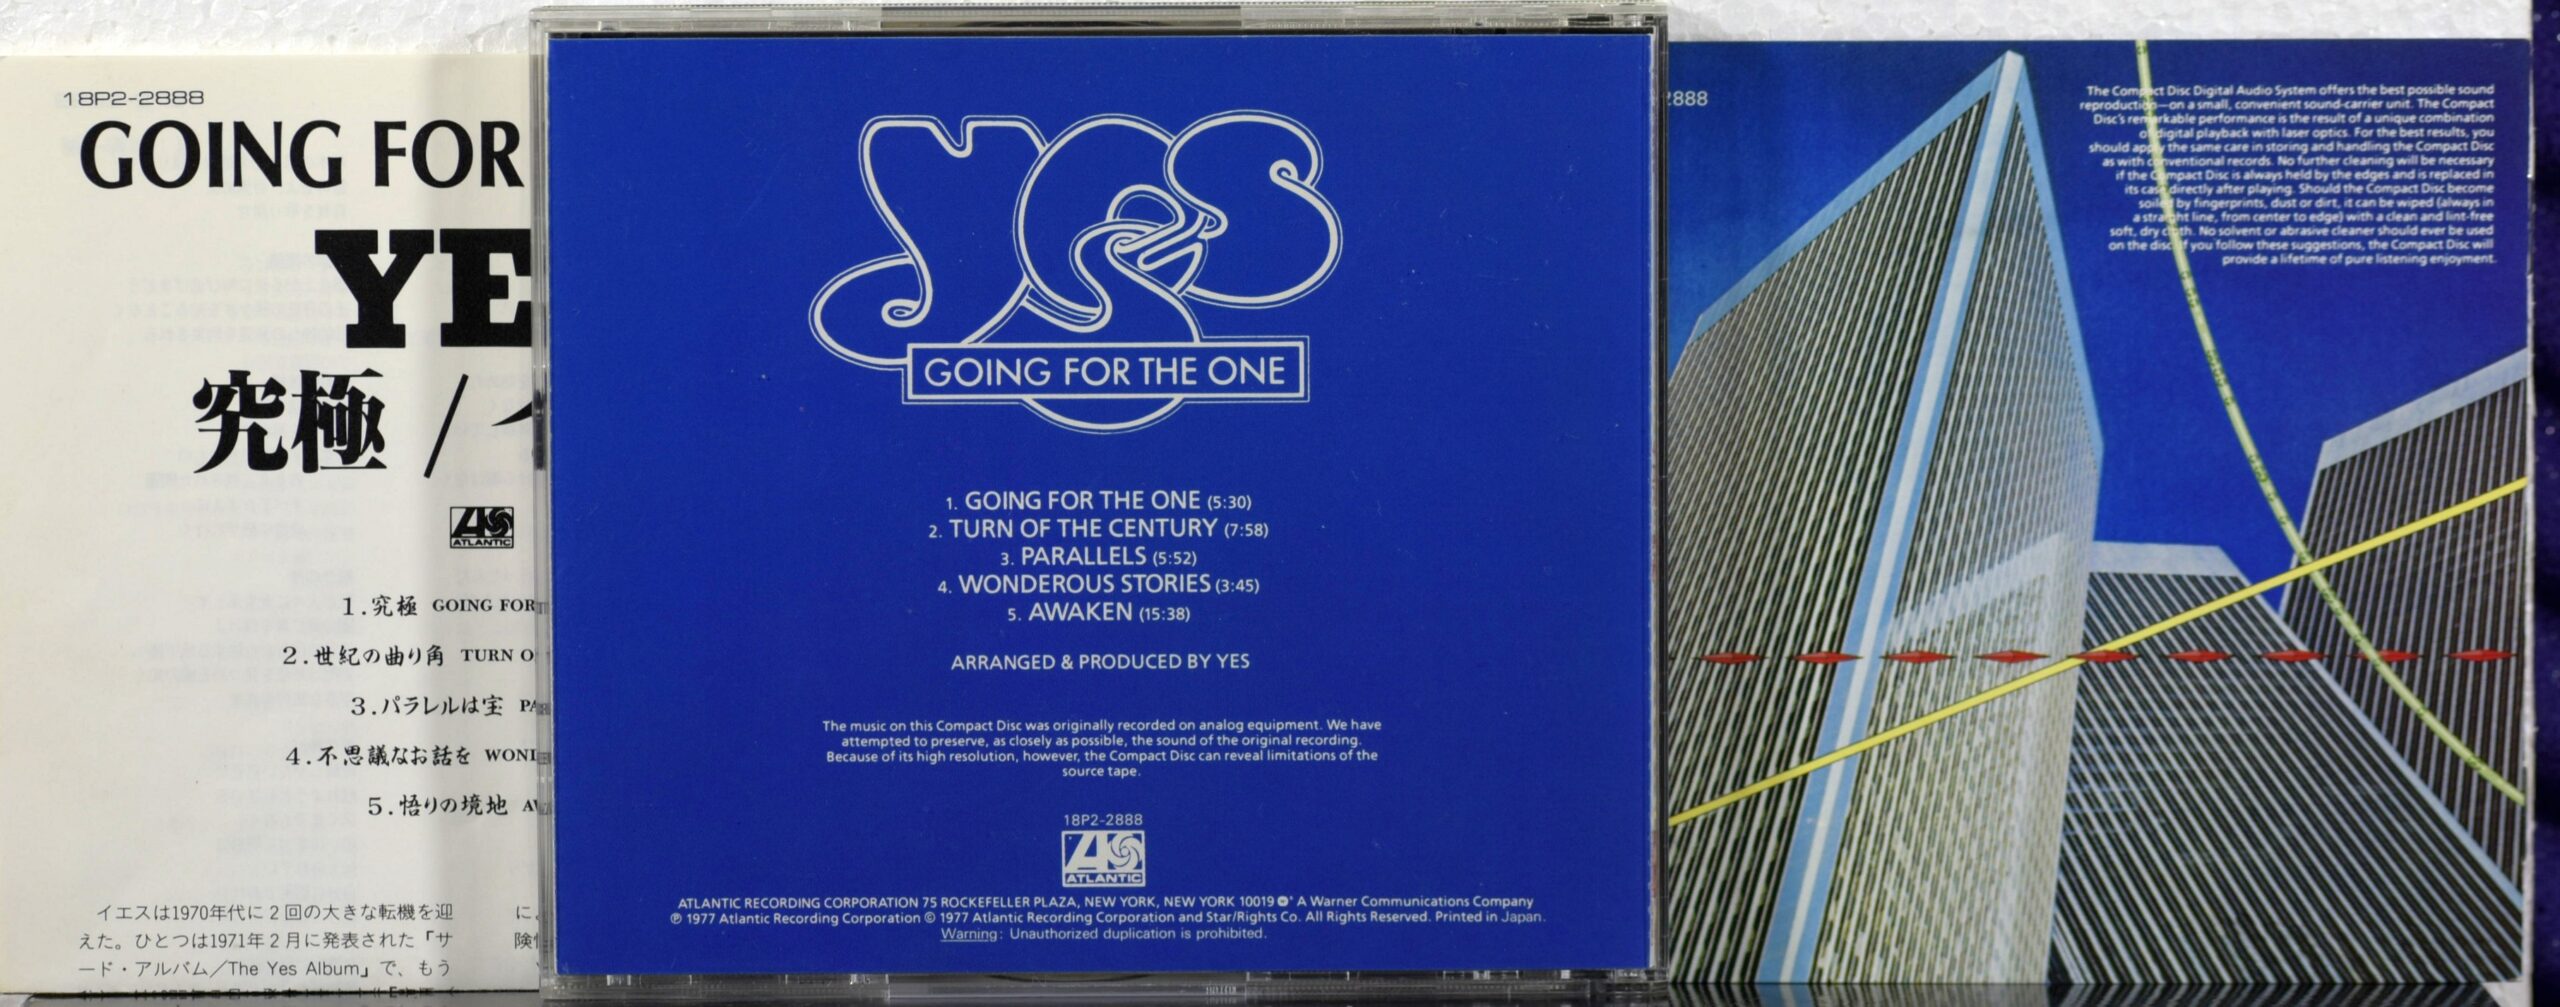 18P2-2888
GOING FOR
YE
究極／イ
ATLANTIC
1.究極 GOING FOR
2.世紀の曲り角 TURN O
3.パラレルは宝 PA
4.不思議なお話を WON
5.悟りの境地 A
イエスは1970年代に2回の大きな転機を迎
えた。ひとつは1971年2月に発表された「サ
ード・アルバム／The Yes Album」で、もう
に
険
YES
GOING FOR THE ONE
1. GOING FOR THE ONE (5:30)
2. TURN OF THE CENTURY (7:58)
3. PARALLELS (5:52)
4. WONDEROUS STORIES (3:45)
5. AWAKEN (15:38)
ARRANGED & PRODUCED BY YES
The music on this Compact Disc was originally recorded on analog equipment. We have
attempted to preserve, as closely as possible, the sound of the original recording.
Because of its high resolution, however, the Compact Disc can reveal limitations of the
source tape.
18P2-2888
ATLANTIC
ATLANTIC RECORDING CORPORATION 75 ROCKEFELLER PLAZA, NEW YORK, NEW YORK 10019 A Warner Communications Company
℗ 1977 Atlantic Recording Corporation © 1977 Atlantic Recording Corporation and Star/Rights Co. All Rights Reserved. Printed in Japan.
Warning: Unauthorized duplication is prohibited.
2888
The Compact Disc Digital Audio System offers the best possible sound
reproduction—on a small, convenient sound-carrier unit. The Compact
Disc's remarkable performance is the result of a unique combination
of digital playback with laser optics. For the best results, you
should apply the same care in storing and handling the Compact Disc
as with conventional records. No further cleaning will be necessary
if the Compact Disc is always held by the edges and is replaced in
its case directly after playing. Should the Compact Disc become
soiled by fingerprints, dust or dirt, it can be wiped (always in
a straight line, from center to edge) with a clean and lint-free
soft, dry cloth. No solvent or abrasive cleaner should ever be used
on the disc. If you follow these suggestions, the Compact Disc will
provide a lifetime of pure listening enjoyment.